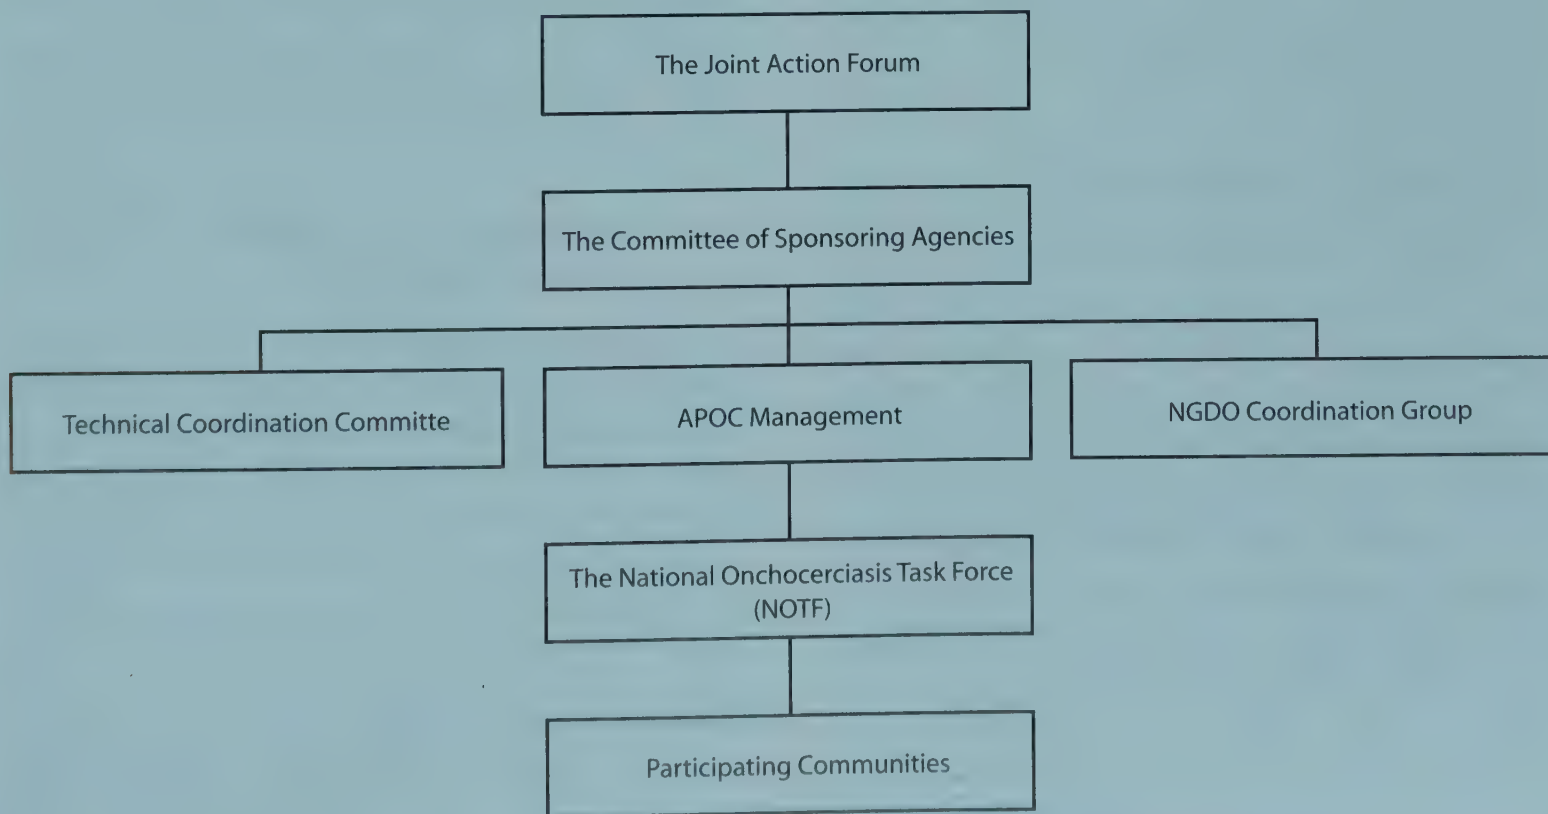 The Joint Action Forum
The Committee of Sponsoring Agencies
Technical Coordination Committe
APOC Management
NGDO Coordination Group
The National Onchocerciasis Task Force
(NOTF)
Participating Communities